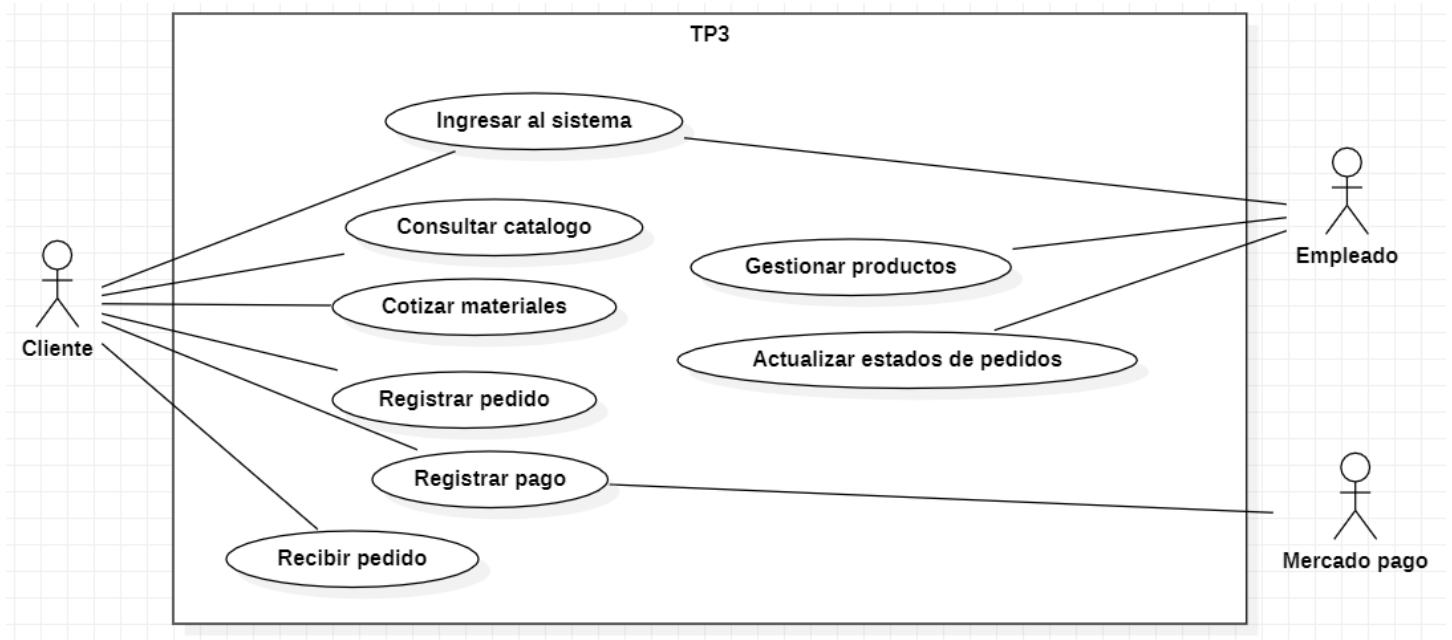 TP3
Ingresar al sistema
Consultar catalogo
Gestionar productos
Empleado
Cotizar materiales
Cliente
Actualizar estados de pedidos
Registrar pedido
Registrar pago
Recibir pedido
Mercado pago